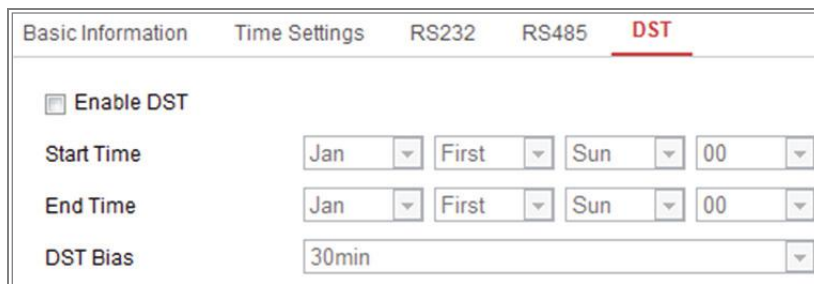 Basic Information Time Settings RS232 RS485 DST
Enable DST
Start Time Jan First Sun 00
End Time Jan First Sun 00
DST Bias 30min